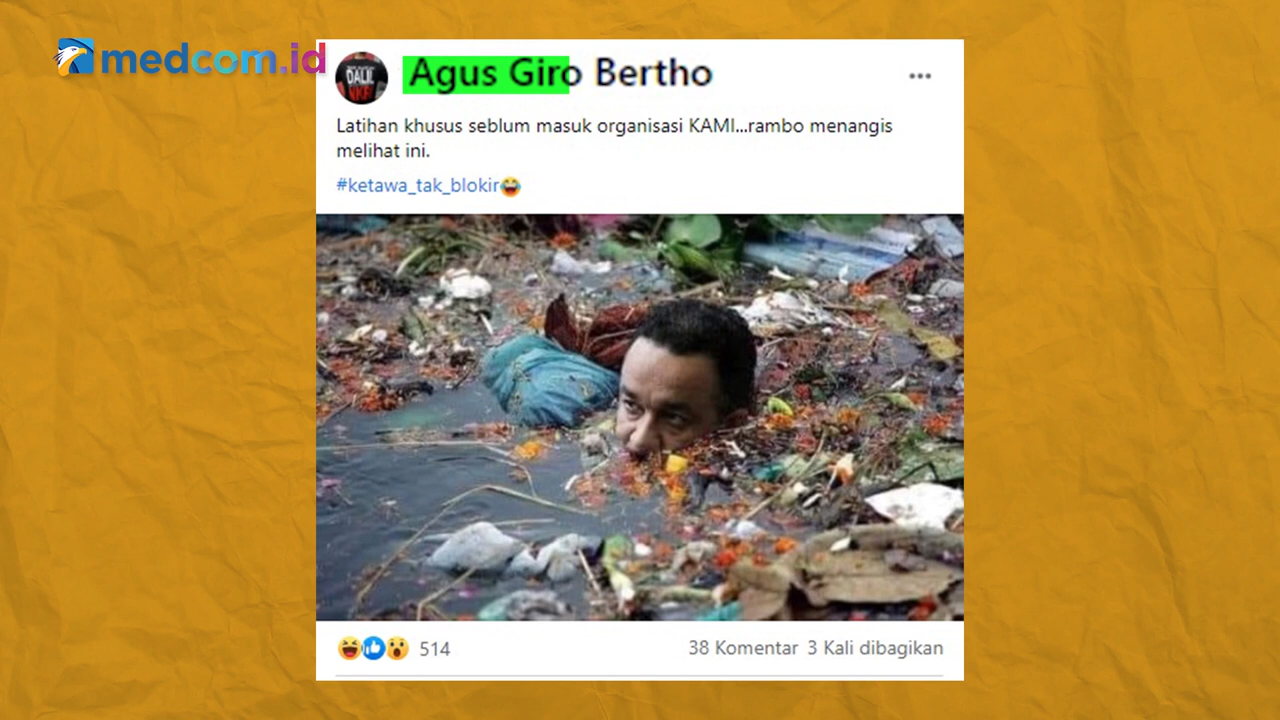 medcom.id
Agus Giro Bertho
Latihan khusus seblum masuk organisasi KAMI...rambo menangis
melihat ini.
#ketawa_tak_blokir😂
514
38 Komentar 3 Kali dibagikan